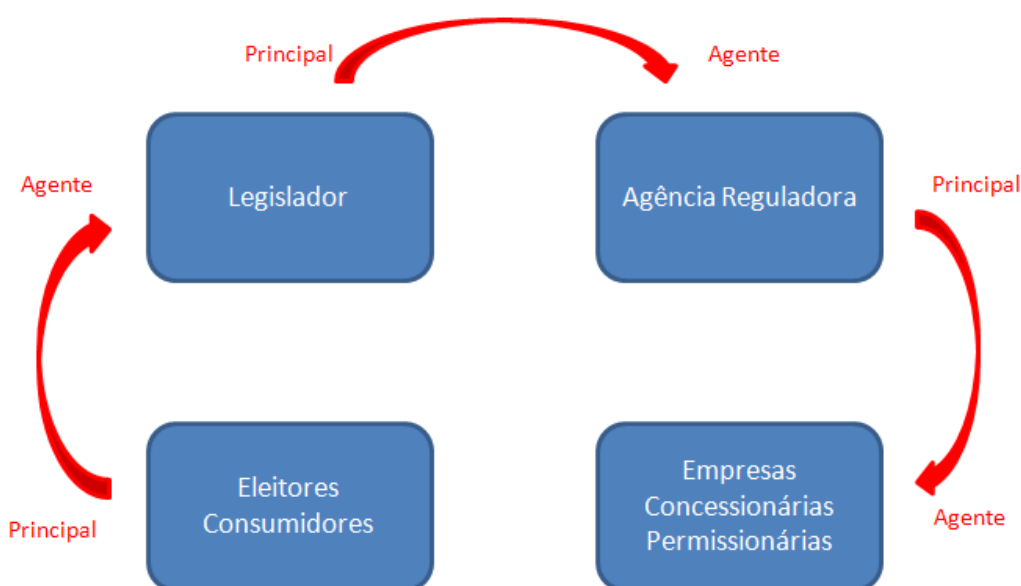 Principal
Agente
Agente
Legislador
Agência Reguladora
Principal
Principal
Eleitores
Consumidores
Empresas
Concessionárias
Permissionárias
Agente